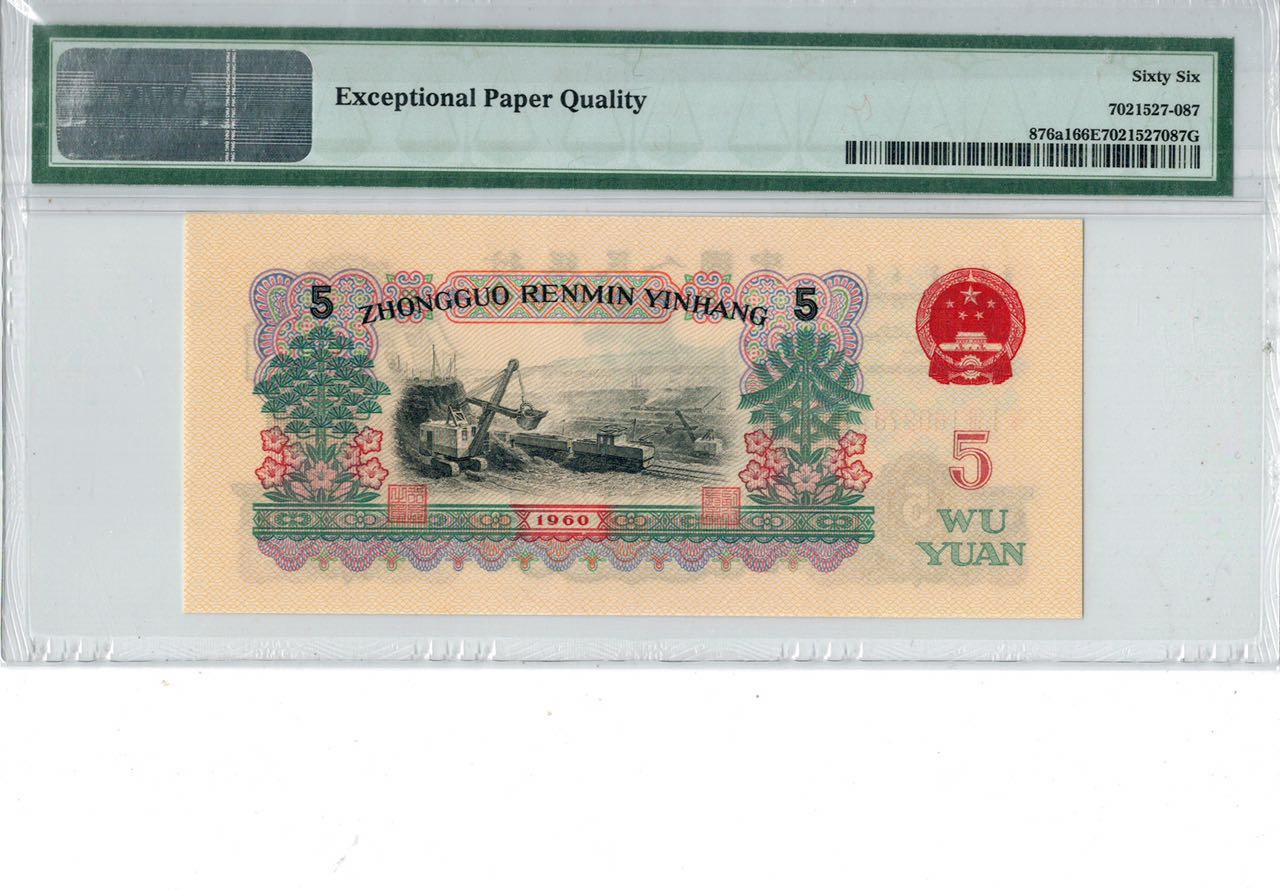 Exceptional Paper Quality
Sixty Six
7021527-087
876a166E7021527087G
5 ZHONGGUO RENMIN YINHANG 5
5
WU
YUAN
1960